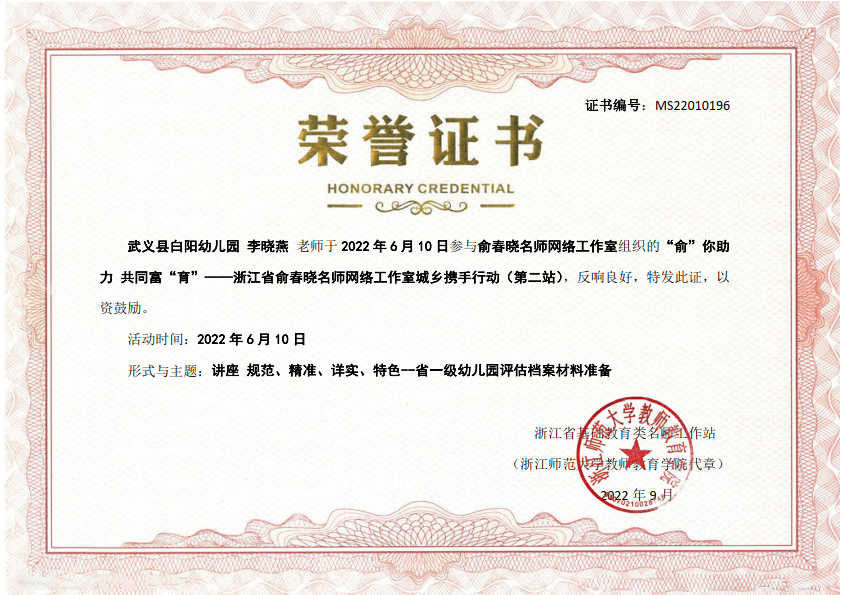 证书编号：MS22010196
荣誉证书
HONORARY CREDENTIAL
武义县白阳幼儿园 李晓燕 老师于 2022 年 6 月 10 日参与俞春晓名师网络工作室组织的“俞”你助
力 共同富“育”——浙江省俞春晓名师网络工作室城乡携手行动（第二站），反响良好，特发此证，以
资鼓励。
活动时间：2022 年 6 月 10 日
形式与主题：讲座 规范、精准、详实、特色--省一级幼儿园评估档案材料准备
浙江省基础教育类名师工作站
（浙江师范大学教师教育学院代章）
2022 年 9 月
浙江师范大学教师教育学院